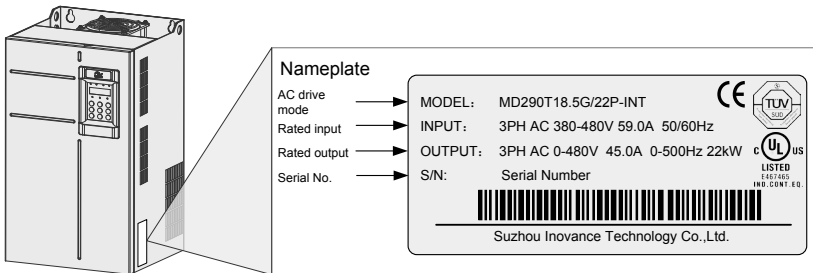 Nameplate
AC drive
mode
Rated input
Rated output
Serial No.
MODEL: MD290T18.5G/22P-INT
INPUT: 3PH AC 380-480V 59.0A 50/60Hz
OUTPUT: 3PH AC 0-480V 45.0A 0-500Hz 22kW
S/N: Serial Number
Suzhou Inovance Technology Co.,Ltd.
CE
TÜV
SUD
C UL US
LISTED
E467465
IND.CONT.EQ.